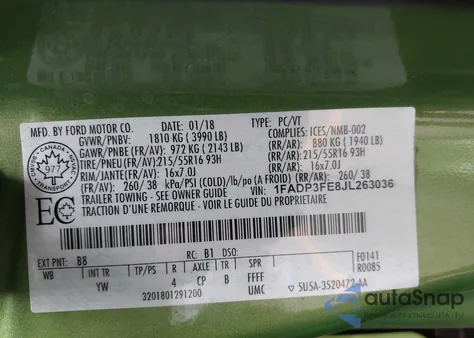 MFD. BY FORD MOTOR CO. DATE: 01/18 TYPE: PC/VT
GVWR/PNBV: 1810 KG ( 3990 LB) COMPLIES: ICES/NMB-002
GAWR/PNBE (FR/AV): 972 KG ( 2143 LB) (RR/AR): 880 KG ( 1940 LB)
TIRE/PNEU(FR/AV): 215/55R16 93H (RR/AR): 215/55R16 93H
RIM/JANTE (FR/AV): 16x7.0J (RR/AR): 16x7.0J
(FR/AV): 260/ 38 kPa/PSI (COLD)/lb/po (A FROID) (RR/AR): 260 / 38
TRAILER TOWING - SEE OWNER GUIDE VIN: 1FADP3FE8JL263036
TRACTION D'UNE REMORQUE - VOIR LE GUIDE DU PROPRIETAIRE
CANADA
977
EC
EXT PNT: BB RC: B1 DSO: F0141
WB INT TR TP/PS R AXLE TR SPR R0085
YW 4 CP B FFFF
3201801291200 UMC 5U5A-3520472-AA
autoSnap